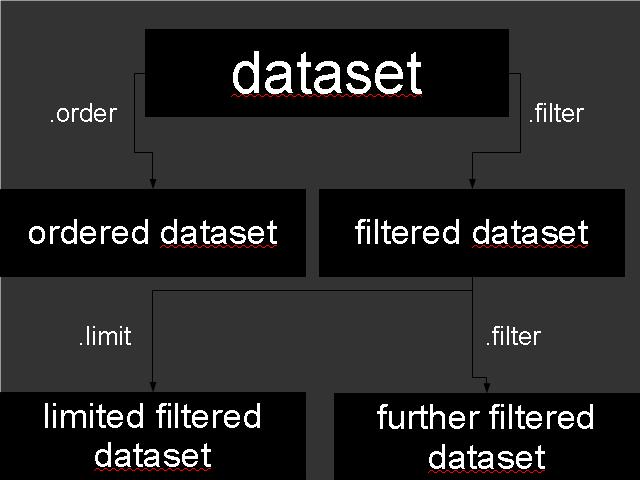 dataset
.order
.filter
ordered dataset
filtered dataset
.limit
.filter
limited filtered
dataset
further filtered
dataset